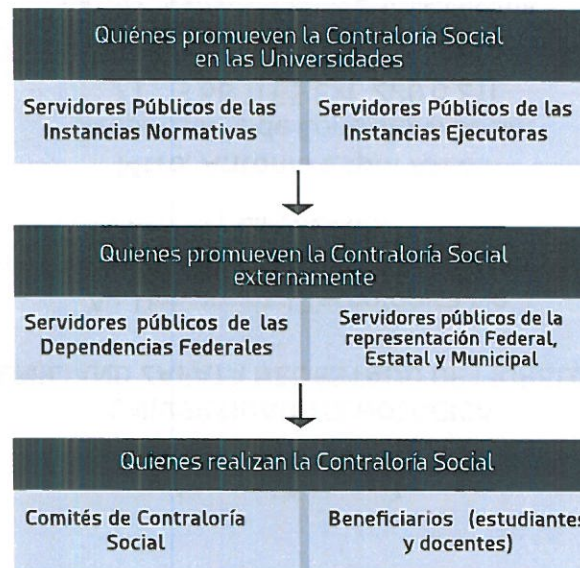 Quiénes promueven la Contraloría Social
en las Universidades
Servidores Públicos de las
Instancias Normativas
Servidores Públicos de las
Instancias Ejecutoras
Quienes promueven la Contraloría Social
externamente
Servidores públicos de las
Dependencias Federales
Servidores públicos de la
representación Federal,
Estatal y Municipal
Quienes realizan la Contraloría Social
Comités de Contraloría
Social
Beneficiarios (estudiantes
y docentes)